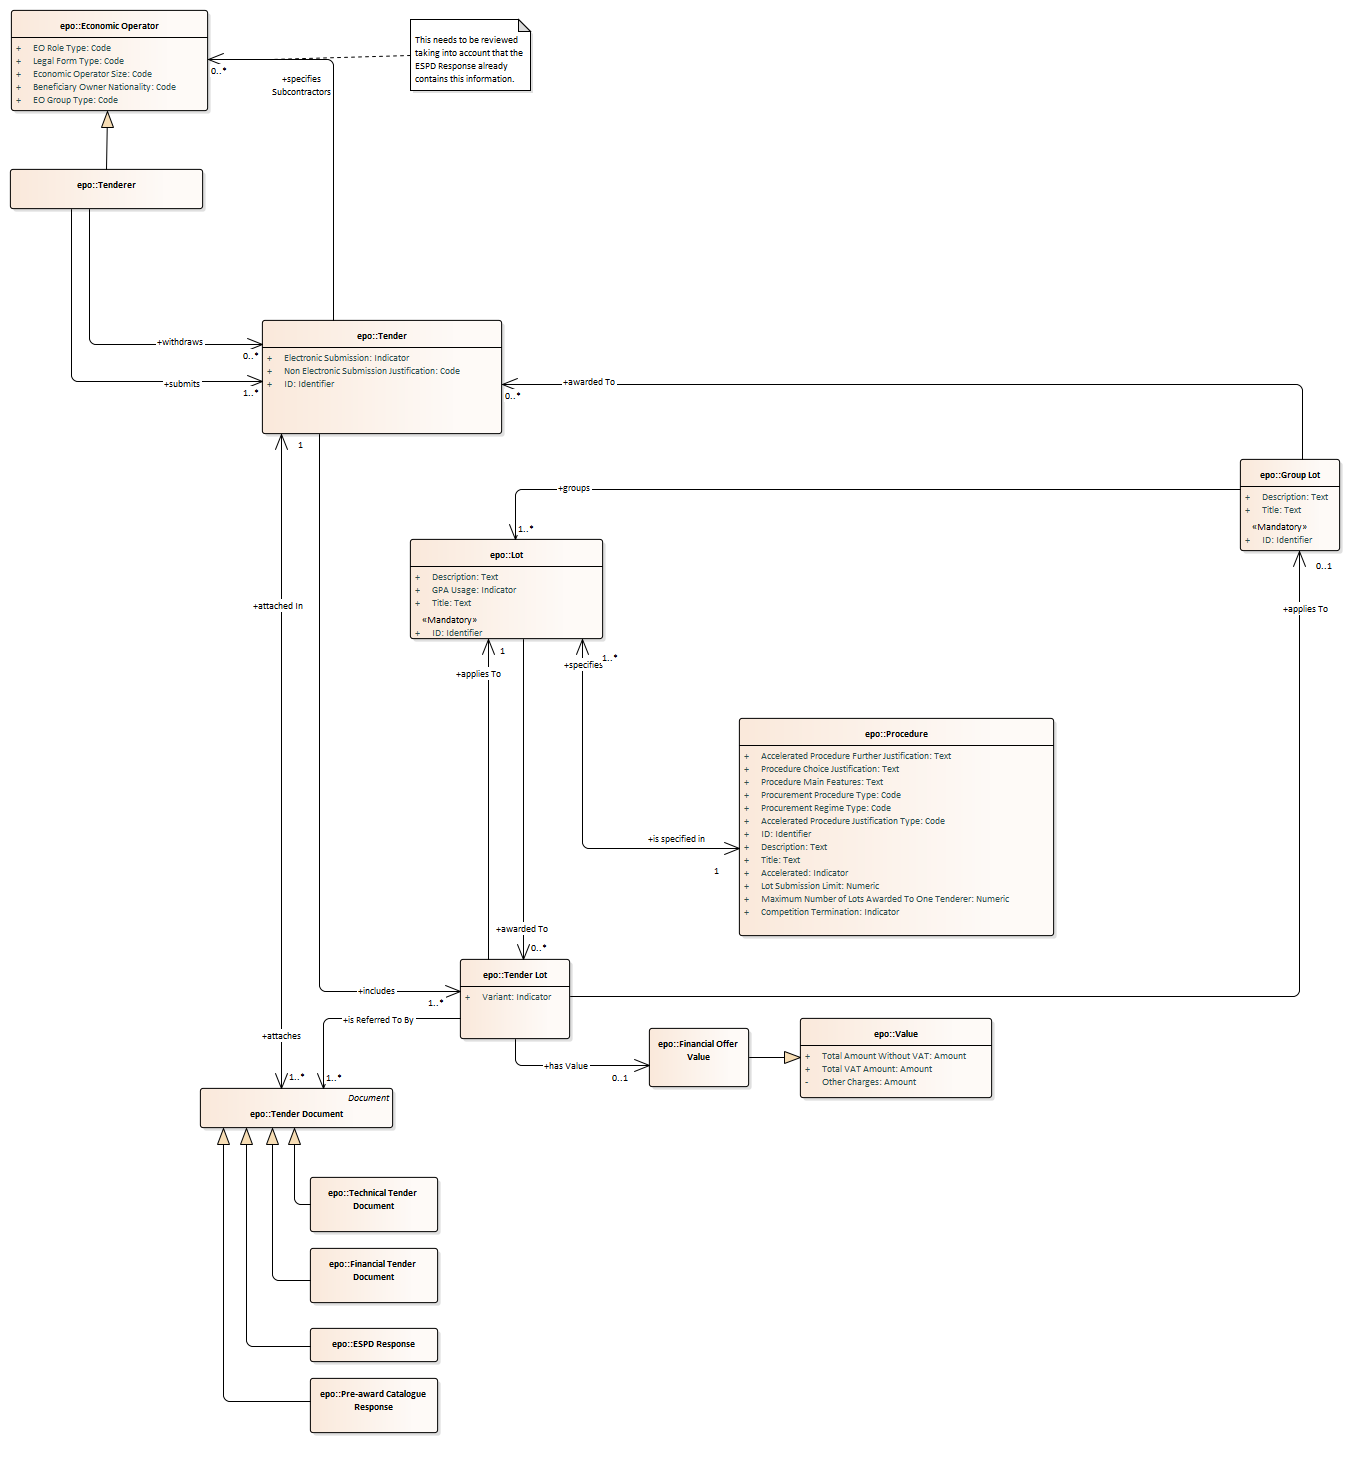 epo::Economic Operator
+ EO Role Type: Code
+ Legal Form Type: Code
+ Economic Operator Size: Code
+ Beneficiary Owner Nationality: Code
+ EO Group Type: Code
0..*
+specifies
Subcontractors
This needs to be reviewed
taking into account that the
ESPD Response already
contains this information.
epo::Tenderer
+withdraws
0..*
+submits
1..*
epo::Tender
+ Electronic Submission: Indicator
+ Non Electronic Submission Justification: Code
+ ID: Identifier
+awarded To
0..*
1
epo::Group Lot
+ Description: Text
+ Title: Text
«Mandatory»
+ ID: Identifier
+groups
1..*
epo::Lot
+ Description: Text
+ GPA Usage: Indicator
+ Title: Text
«Mandatory»
+ ID: Identifier
0..1
+applies To
+attached In
1
+applies To
1..*
+specifies
epo::Procedure
+ Accelerated Procedure Further Justification: Text
+ Procedure Choice Justification: Text
+ Procedure Main Features: Text
+ Procurement Procedure Type: Code
+ Procurement Regime Type: Code
+ Accelerated Procedure Justification Type: Code
+ ID: Identifier
+ Description: Text
+ Title: Text
+ Accelerated: Indicator
+ Lot Submission Limit: Numeric
+ Maximum Number of Lots Awarded To One Tenderer: Numeric
+ Competition Termination: Indicator
+is specified in
1
+awarded To
0..*
epo::Tender Lot
+ Variant: Indicator
+includes
1..*
+is Referred To By
+attaches
1..*
1..*
+has Value
0..1
epo::Financial Offer
Value
epo::Value
+ Total Amount Without VAT: Amount
+ Total VAT Amount: Amount
- Other Charges: Amount
Document
epo::Tender Document
epo::Technical Tender
Document
epo::Financial Tender
Document
epo::ESPD Response
epo::Pre-award Catalogue
Response